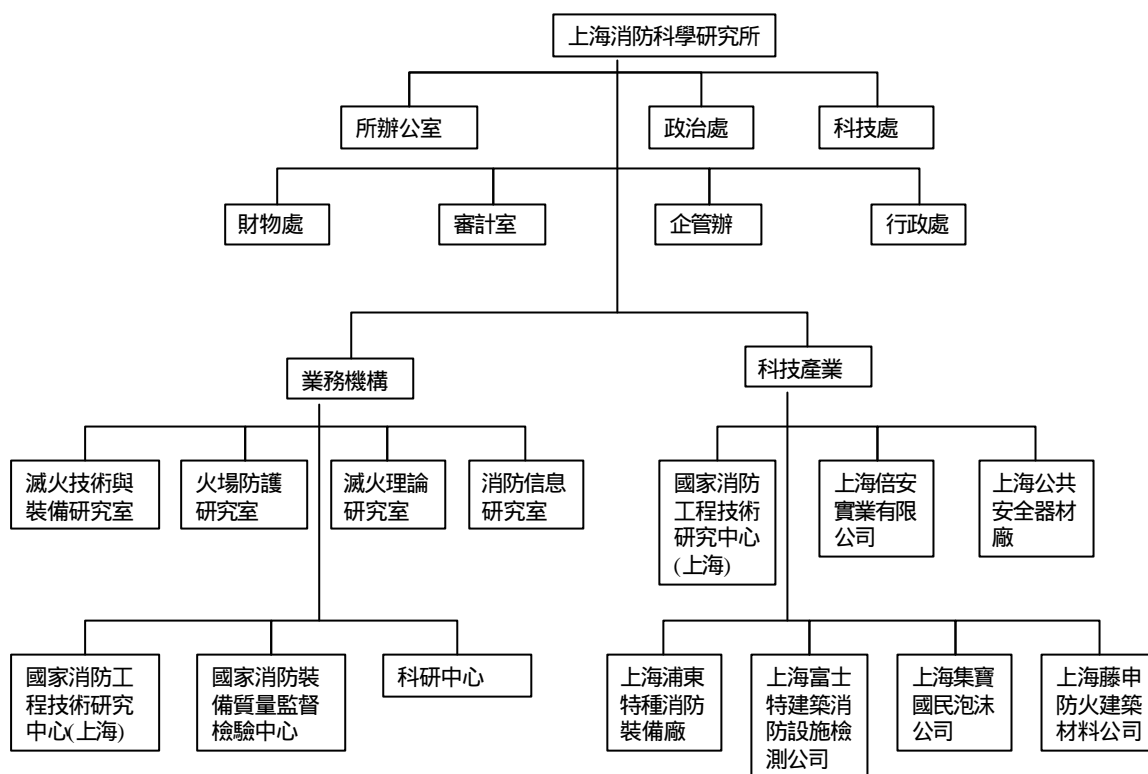 上海消防科學研究所
所辦公室
政治處
科技處
財物處
審計室
企管辦
行政處
業務機構
科技產業
滅火技術與
裝備研究室
火場防護
研究室
滅火理論
研究室
消防信息
研究室
國家消防
工程技術
研究中心
(上海)
上海倍安
實業有限
公司
上海公共
安全器材
廠
國家消防工
程技術研究
中心(上海)
國家消防裝
備質量監督
檢驗中心
科研中心
上海浦東
特種消防
裝備廠
上海富士
特建築消
防設施檢
測公司
上海集寶
國民泡沫
公司
上海藤申
防火建築
材料公司